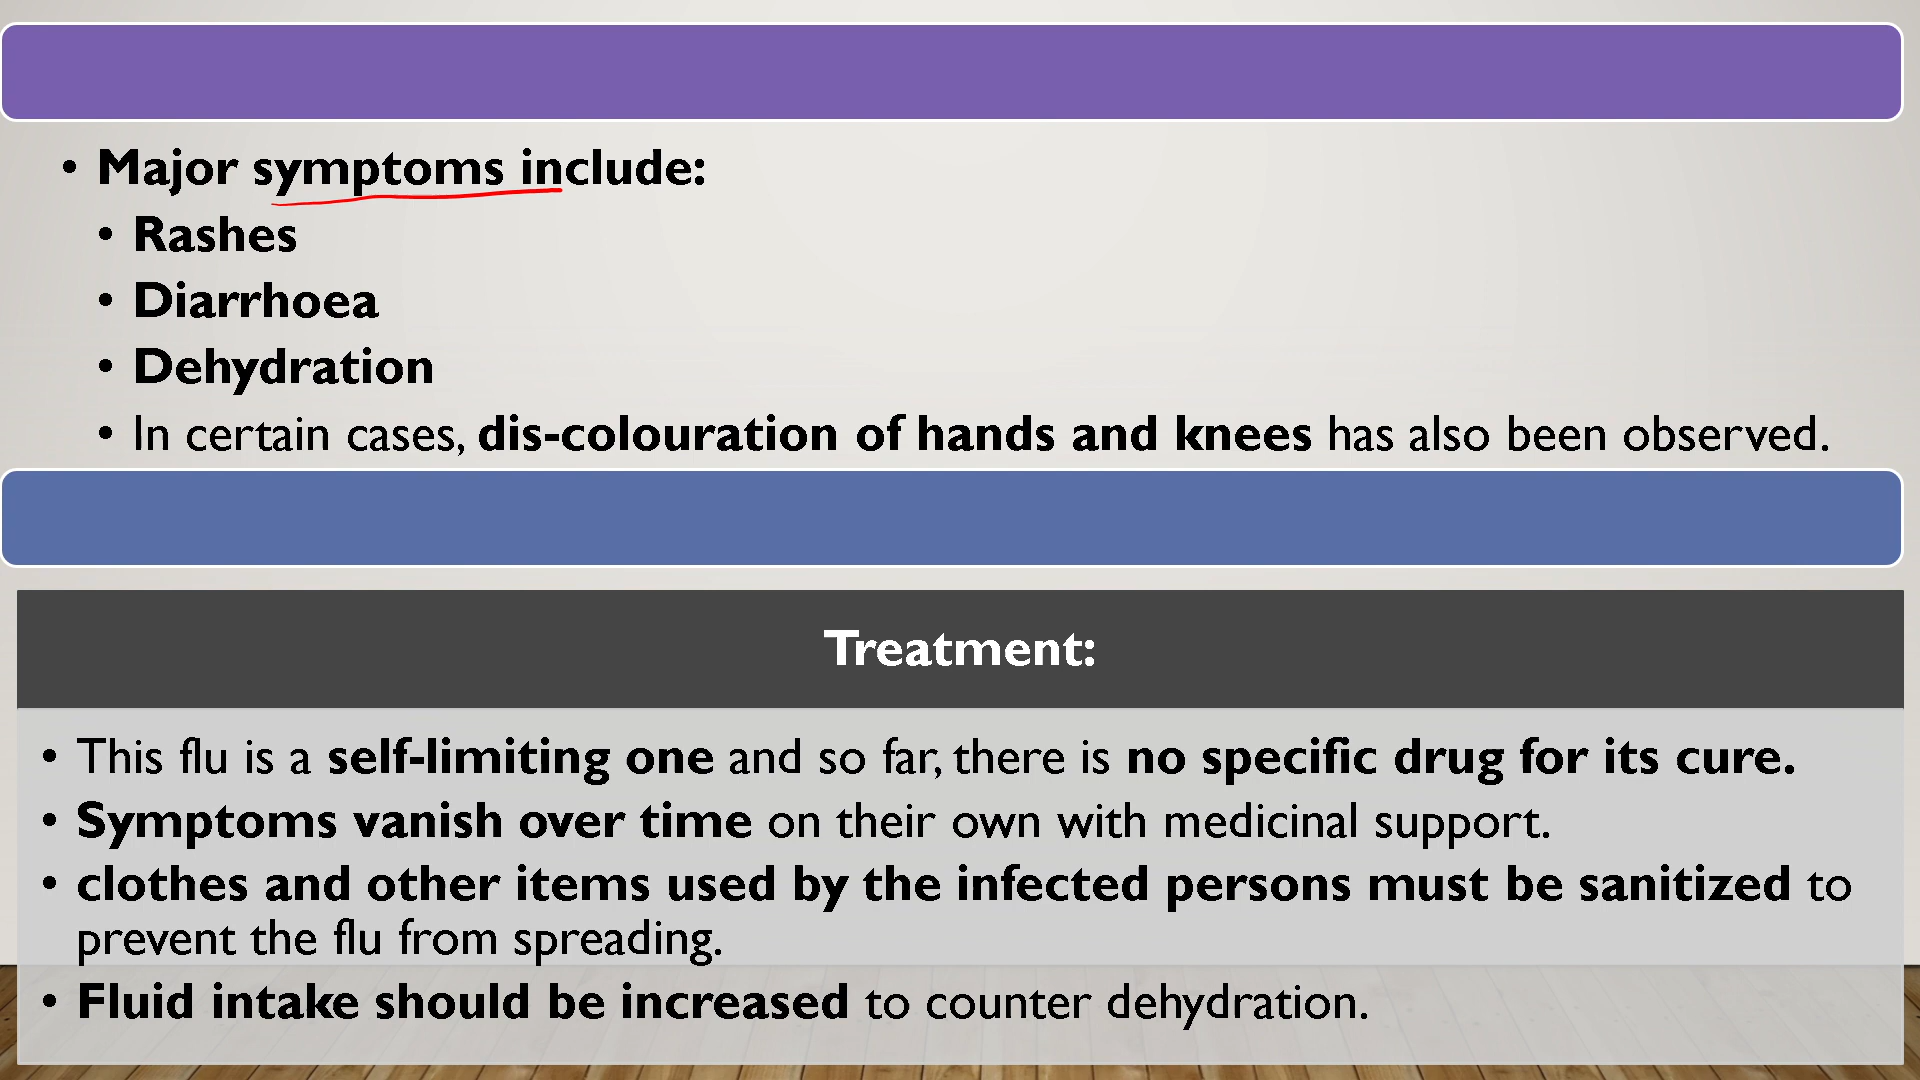 • Major symptoms include:
• Rashes
• Diarrhoea
• Dehydration
• In certain cases, dis-colouration of hands and knees has also been observed.
Treatment:
• This flu is a self-limiting one and so far, there is no specific drug for its cure.
• Symptoms vanish over time on their own with medicinal support.
• clothes and other items used by the infected persons must be sanitized to
prevent the flu from spreading.
• Fluid intake should be increased to counter dehydration.